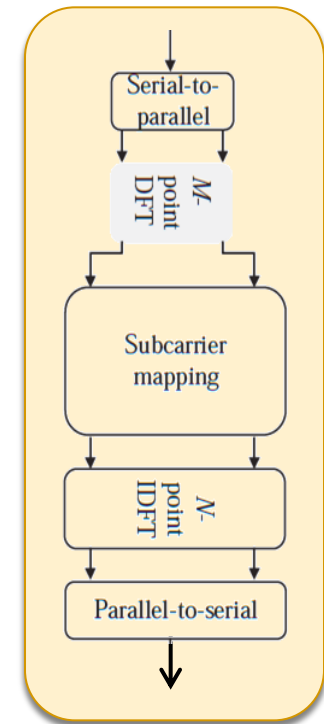 Serial-to-
parallel
M-
point
DFT
Subcarrier
mapping
N-
point
IDFT
Parallel-to-serial